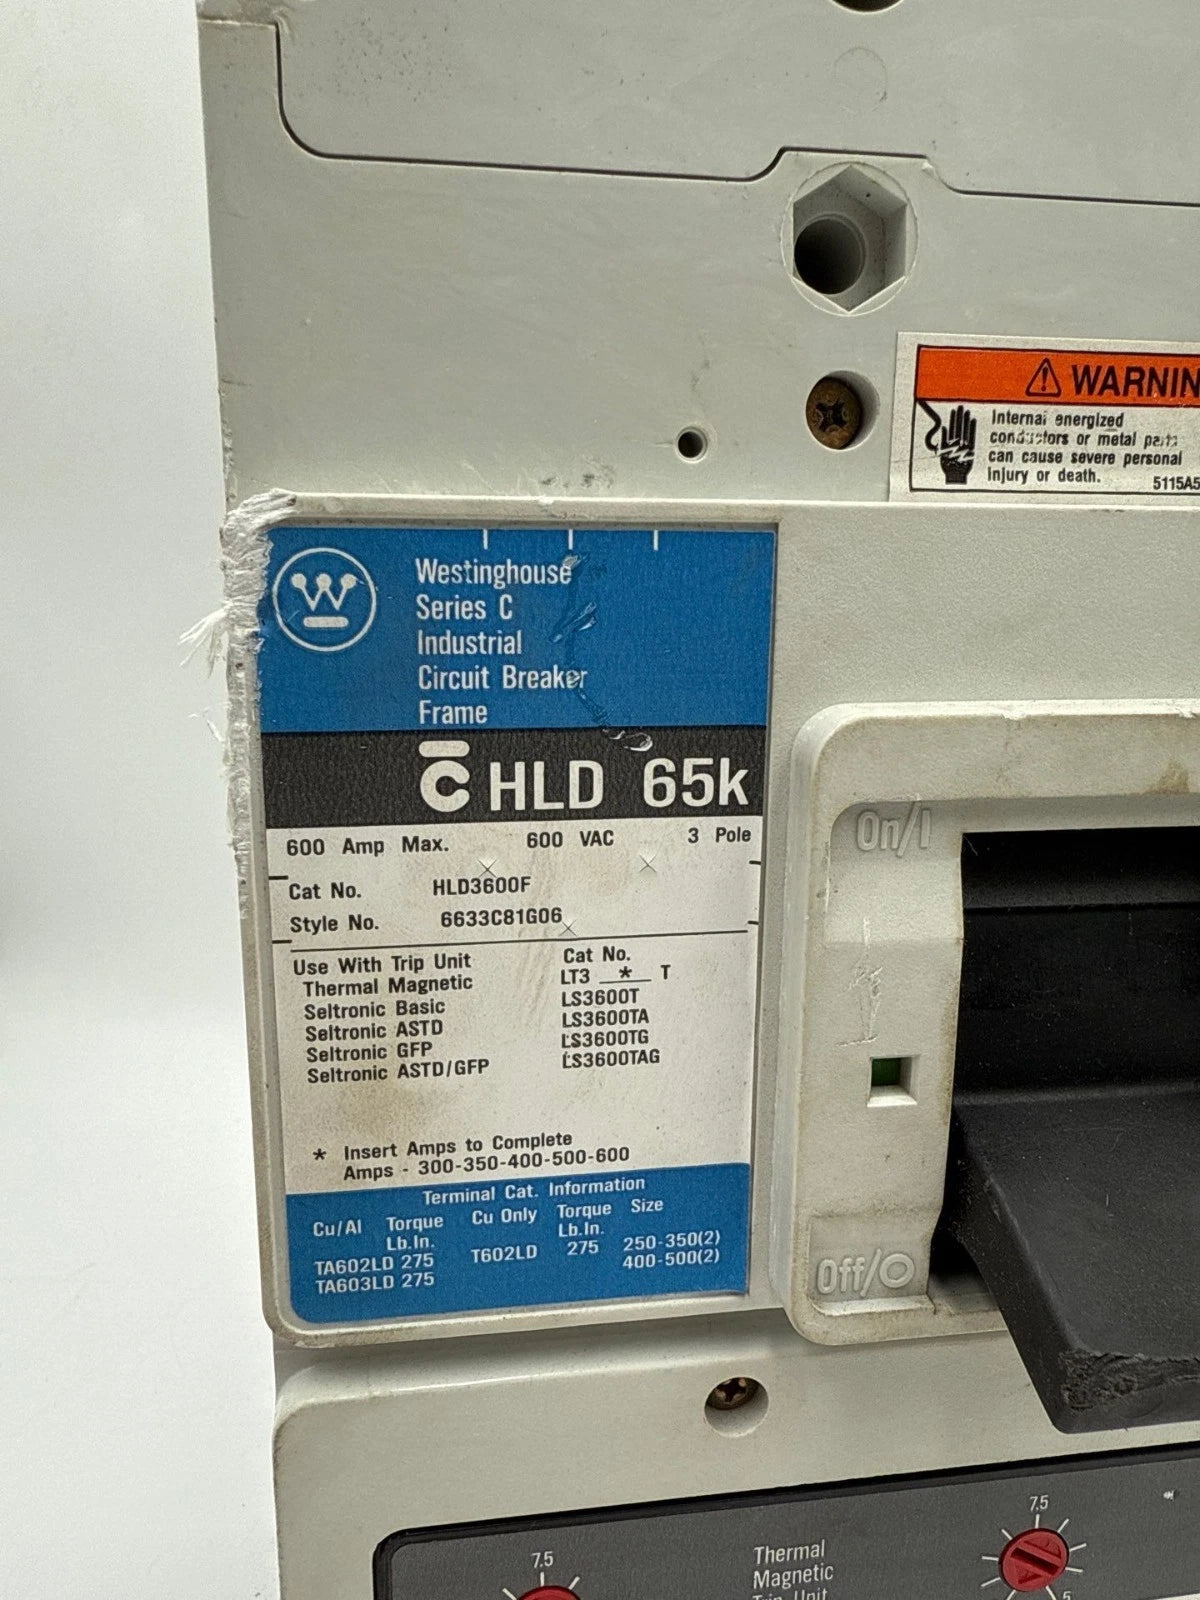 WARNIN
Internal energized
conductors or metal parts
can cause severe personal
injury or death.
5115A5
W
Westinghouse
Series C
Industrial
Circuit Breaker
Frame
C HLD 65k
600 Amp Max. 600 VAC 3 Pole
Cat No. HLD3600F
Style No. 6633C81G06
Use With Trip Unit Cat No.
Thermal Magnetic LT3 * T
Seltronic Basic LS3600T
Seltronic ASTD LS3600TA
Seltronic GFP LS3600TG
Seltronic ASTD/GFP LS3600TAG
* Insert Amps to Complete
Amps - 300-350-400-500-600
Terminal Cat. Information
Cu/Al Torque Cu Only Torque Size
Lb.In. Lb.In.
TA602LD 275 T602LD 275 250-350(2)
TA603LD 275 400-500(2)
On/I
Off/O
7.5
Thermal
Magnetic
Trip Unit
7.5
5